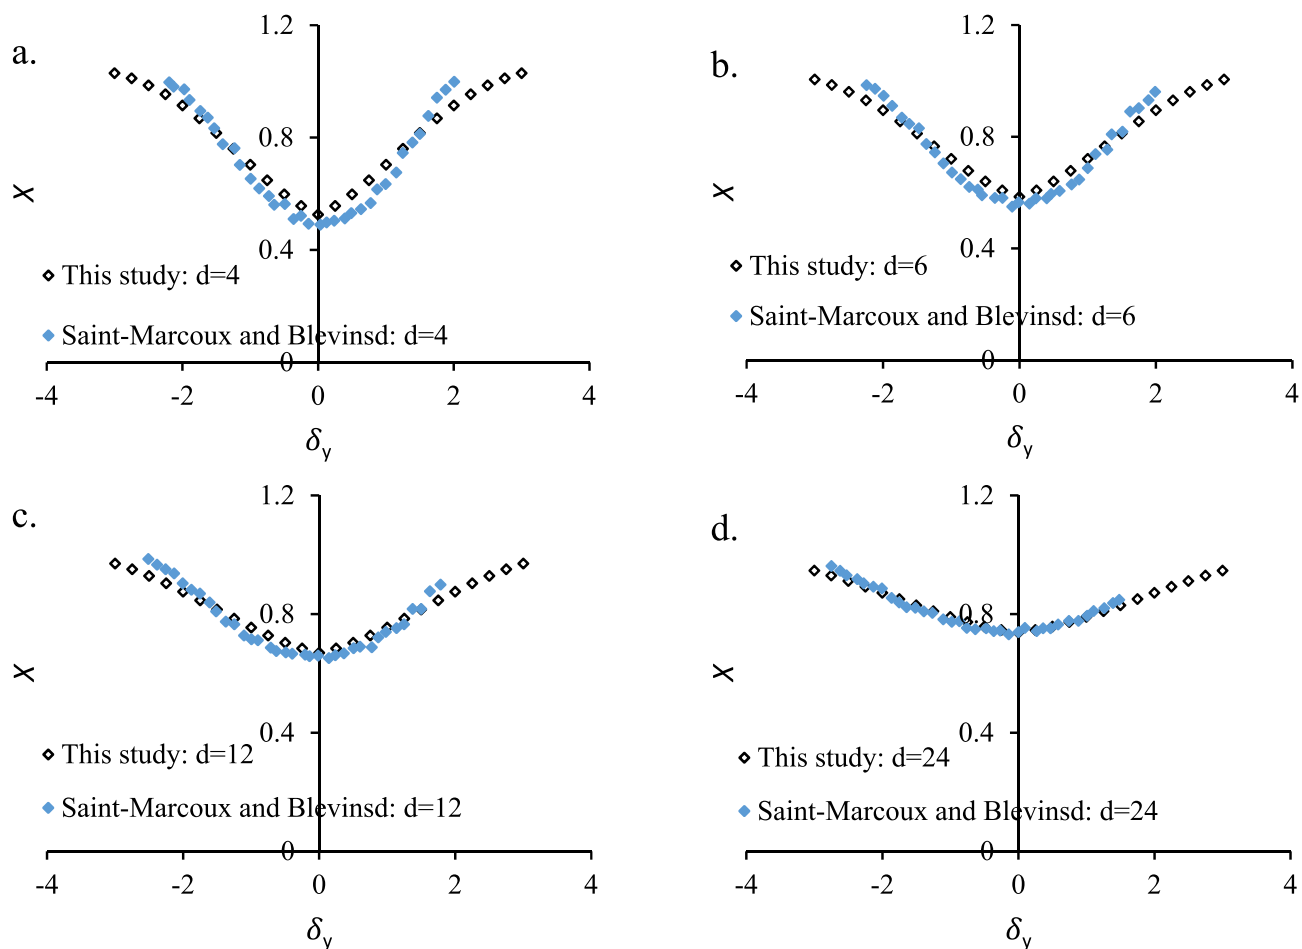 a.
1.2
0.8
0.4
0
X
This study: d=4
Saint-Marcoux and Blevinsd: d=4
-4 -2 0 2 4
δy
b.
1.2
0.8
0.4
0
X
This study: d=6
Saint-Marcoux and Blevinsd: d=6
-4 -2 0 2 4
δy
c.
1.2
0.8
0.4
0
X
This study: d=12
Saint-Marcoux and Blevinsd: d=12
-4 -2 0 2 4
δy
d.
1.2
0.8
0.4
0
X
This study: d=24
Saint-Marcoux and Blevinsd: d=24
-4 -2 0 2 4
δy